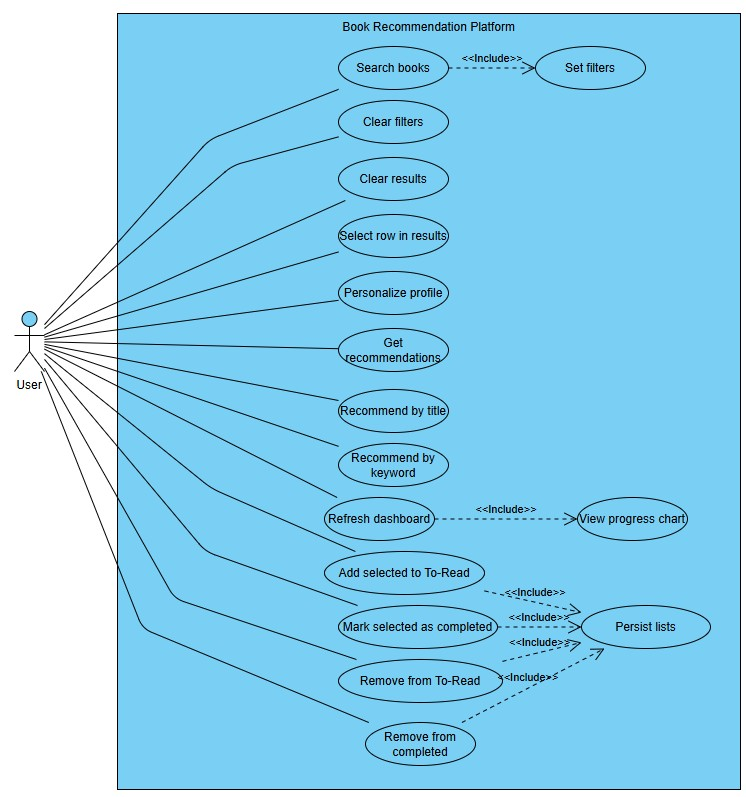 Book Recommendation Platform
Search books
<<Include>>
Set filters
Clear filters
Clear results
Select row in results
Personalize profile
Get
recommendations
User
Recommend by title
Recommend by
keyword
Refresh dashboard
<<Include>>
View progress chart
Add selected to To-Read
<<Include>>
Mark selected as completed
<<Include>>
Persist lists
<<Include>>
Remove from To-Read
<<Include>>
Remove from
completed